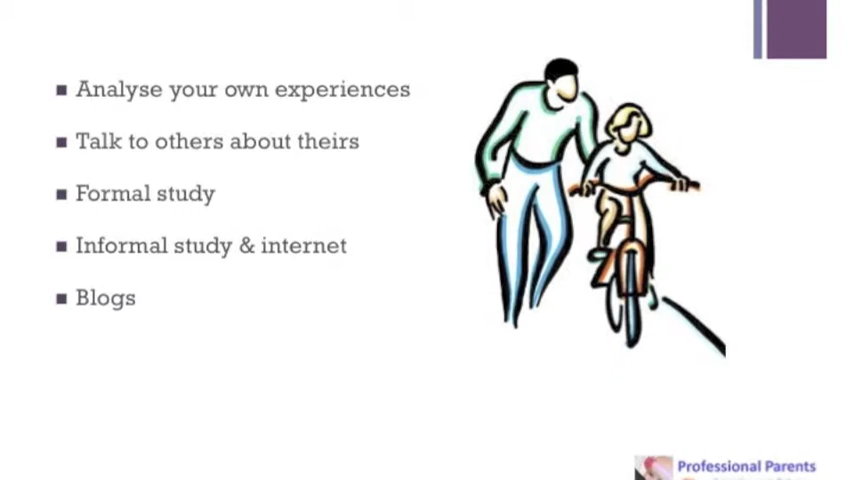 Analyse your own experiences
Talk to others about theirs
Formal study
Informal study & internet
Blogs
Professional Parents